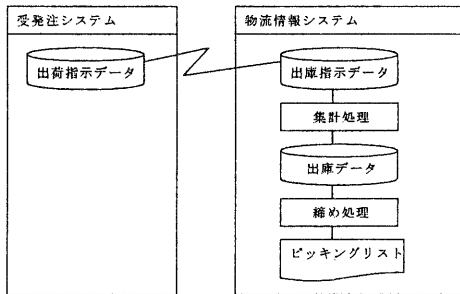 受発注システム
物流情報システム
出荷指示データ
出庫指示データ
集計処理
出庫データ
締め処理
ピッキングリスト